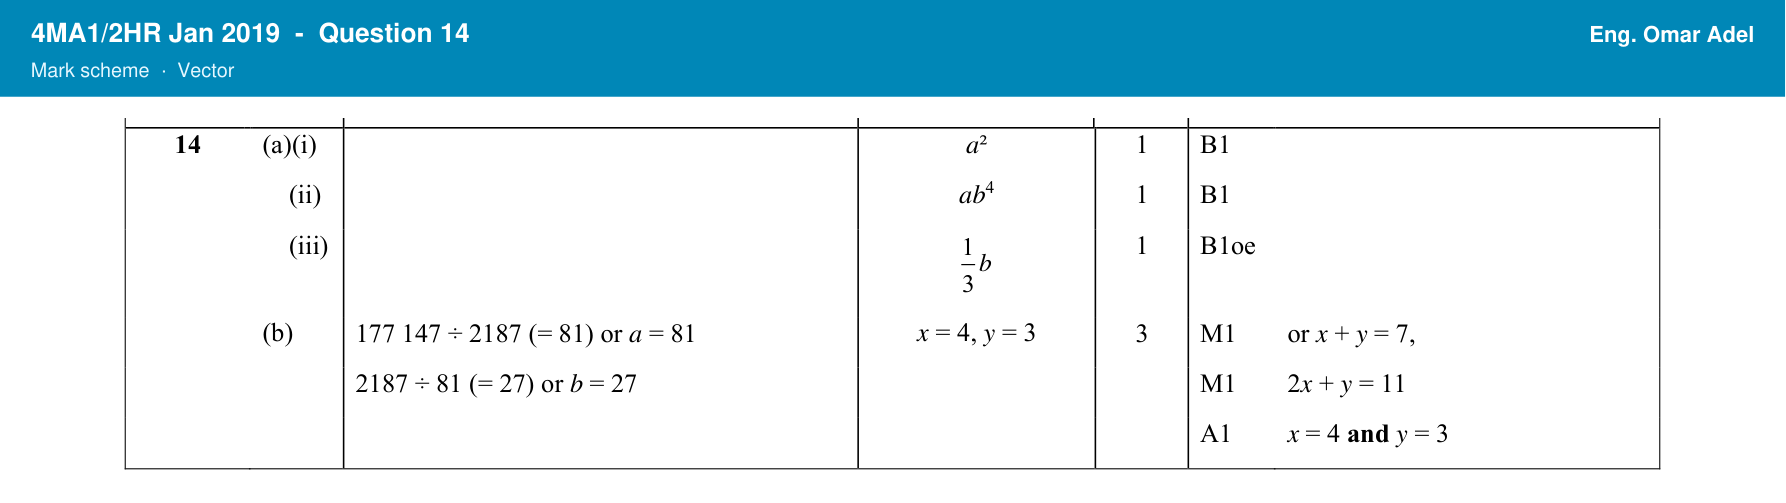 4MA1/2HR Jan 2019 - Question 14
Eng. Omar Adel
Mark scheme · Vector
14 (a)(i) a² 1 B1
(ii) ab⁴ 1 B1
(iii) 1/3 b 1 B1oe
(b) 177 147 ÷ 2187 (= 81) or a = 81 x = 4, y = 3 3 M1 or x + y = 7,
2187 ÷ 81 (= 27) or b = 27 M1 2x + y = 11
A1 x = 4 and y = 3